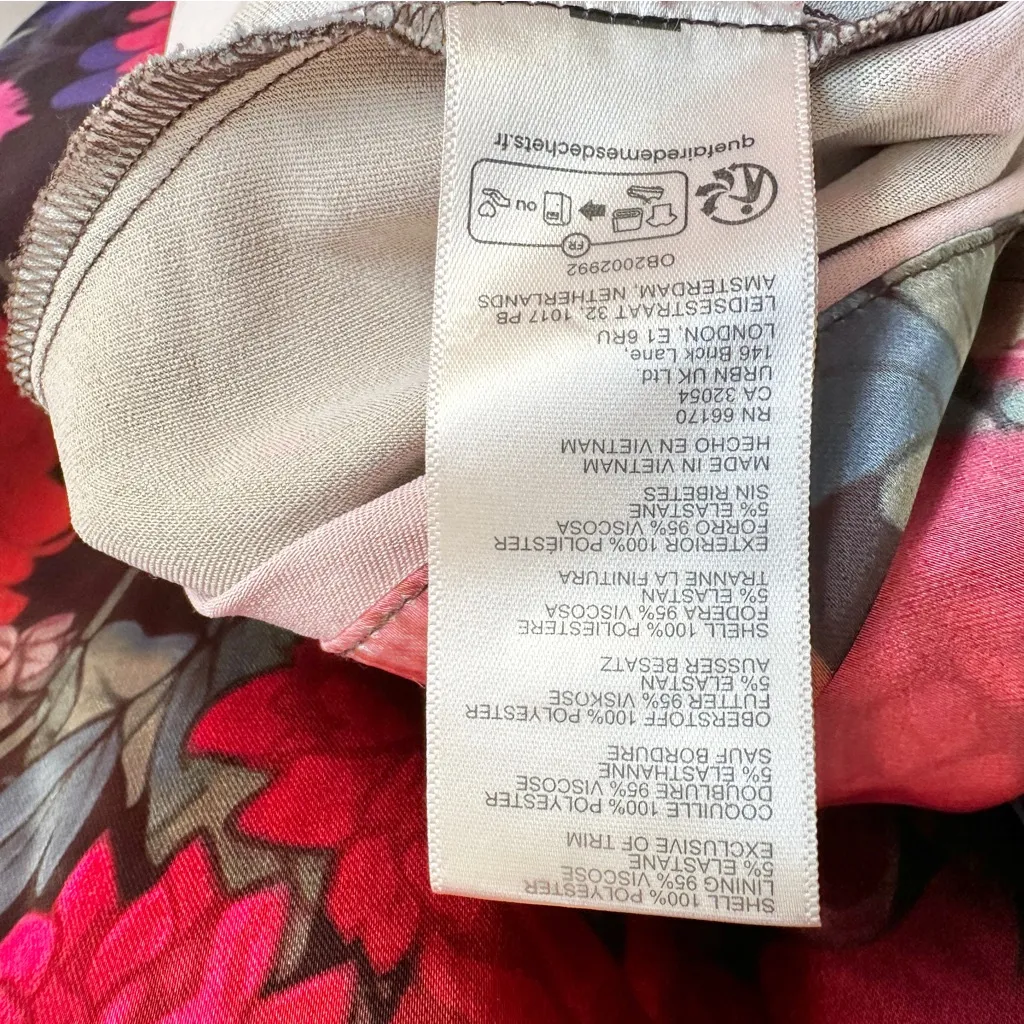 SHELL 100% POLYESTER
LINING 95% VISCOSE
5% ELASTANE
EXCLUSIVE OF TRIM
COQUILLE 100% POLYESTER
DOUBLURE 95% VISCOSE
5% ELASTHANNE
SAUF BORDURE
OBERSTOFF 100% POLYESTER
FUTTER 95% VISKOSE
5% ELASTAN
AUSSER BESATZ
SHELL 100% POLIESTERE
FODERA 95% VISCOSA
5% ELASTAN
TRANNE LA FINITURA
EXTERIOR 100% POLIÉSTER
FORRO 95% VISCOSA
5% ELASTANE
SIN RIBETES
MADE IN VIETNAM
HECHO EN VIETNAM
RN 66170
CA 32054
URBN UK Ltd.
146 Brick Lane,
LONDON, E1 6RU
LEIDSESTRAAT 32, 1017 PB
AMSTERDAM, NETHERLANDS
OB2002992
FR
OU
quefairedemesdechets.fr